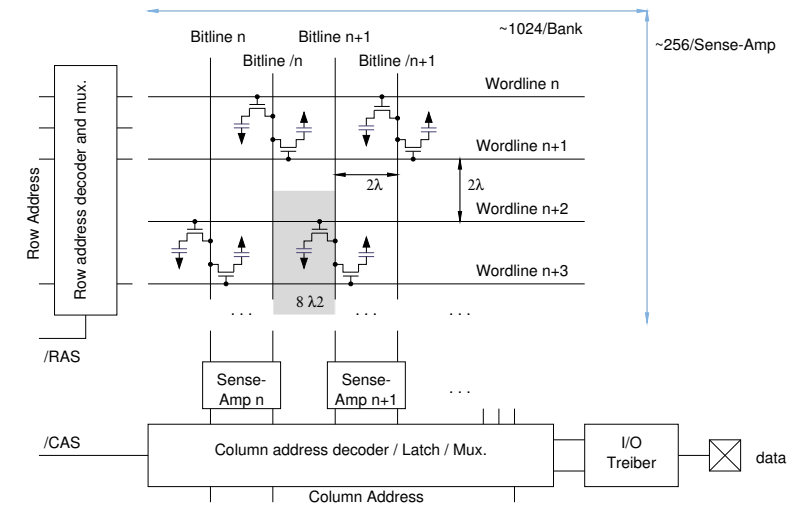 ~1024/Bank
~256/Sense-Amp
Bitline n
Bitline n+1
Bitline /n
Bitline /n+1
Wordline n
Wordline n+1
2λ
2λ
Wordline n+2
Wordline n+3
8 λ2
. . .
. . .
. . .
Row Address
Row address decoder and mux.
/RAS
Sense-
Amp n
Sense-
Amp n+1
. . .
/CAS
Column address decoder / Latch / Mux.
I/O
Treiber
data
Column Address